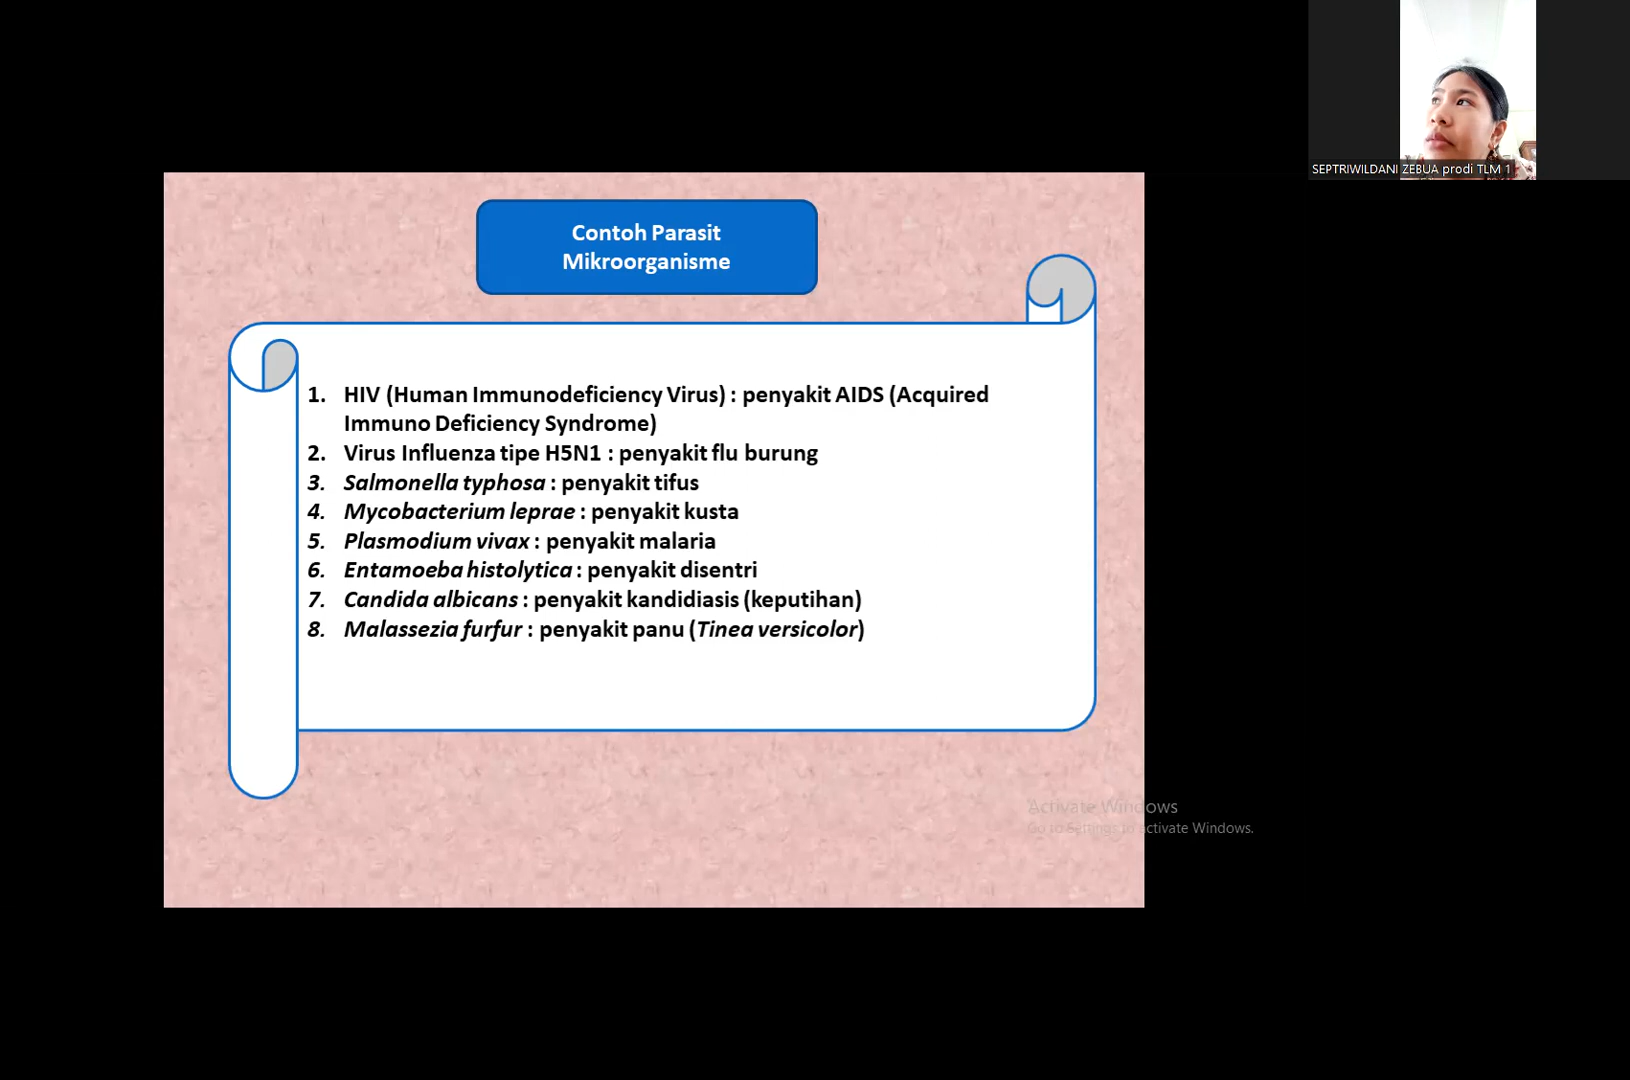 SEPTRIWILDANI ZEBUA prodi TLM 1
Contoh Parasit
Mikroorganisme
1. HIV (Human Immunodeficiency Virus) : penyakit AIDS (Acquired
Immuno Deficiency Syndrome)
2. Virus Influenza tipe H5N1 : penyakit flu burung
3. Salmonella typhosa : penyakit tifus
4. Mycobacterium leprae : penyakit kusta
5. Plasmodium vivax : penyakit malaria
6. Entamoeba histolytica : penyakit disentri
7. Candida albicans : penyakit kandidiasis (keputihan)
8. Malassezia furfur : penyakit panu (Tinea versicolor)
Activate Windows
Go to Settings to activate Windows.